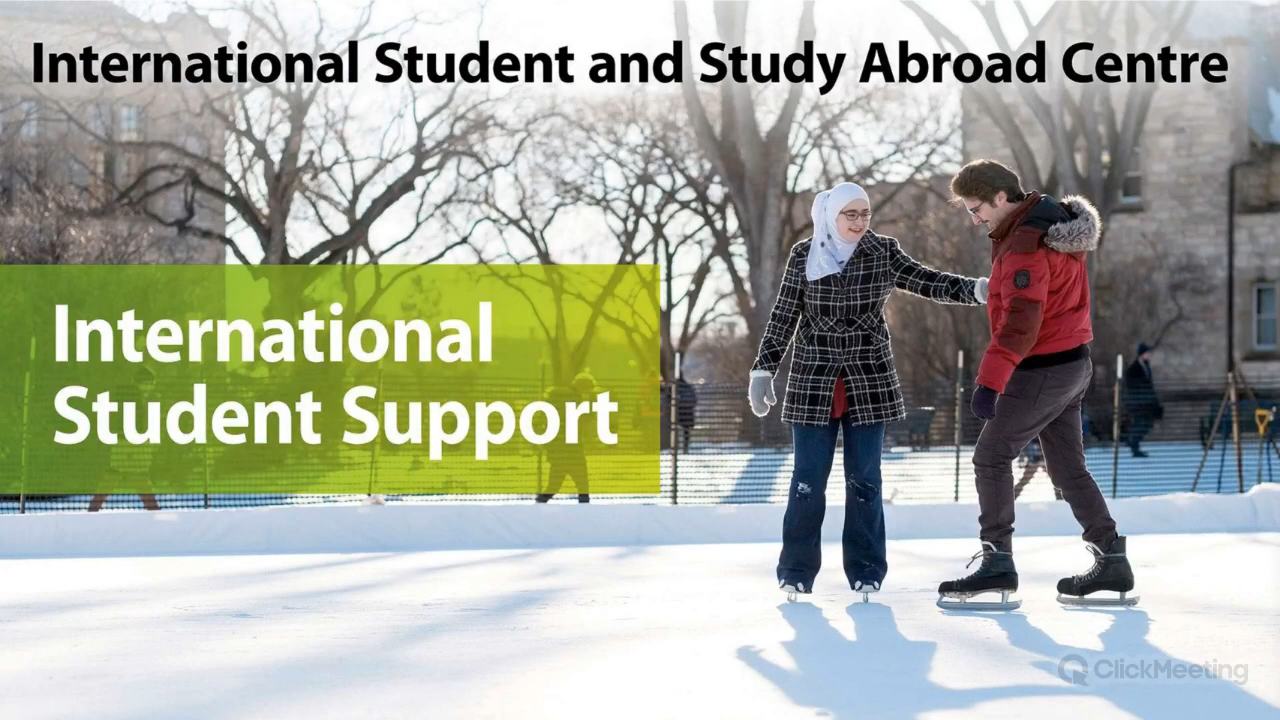 International Student and Study Abroad Centre
International
Student Support
ClickMeeting